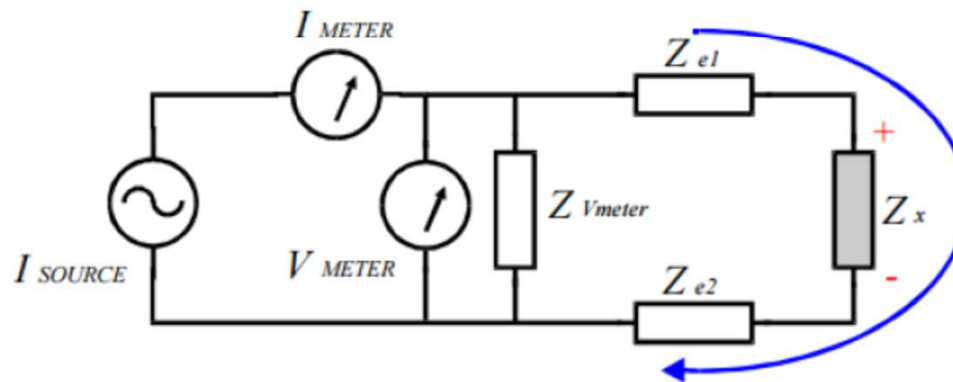 I METER
Z e1
+
Z Vmeter
Z x
V METER
I SOURCE
Z e2
-